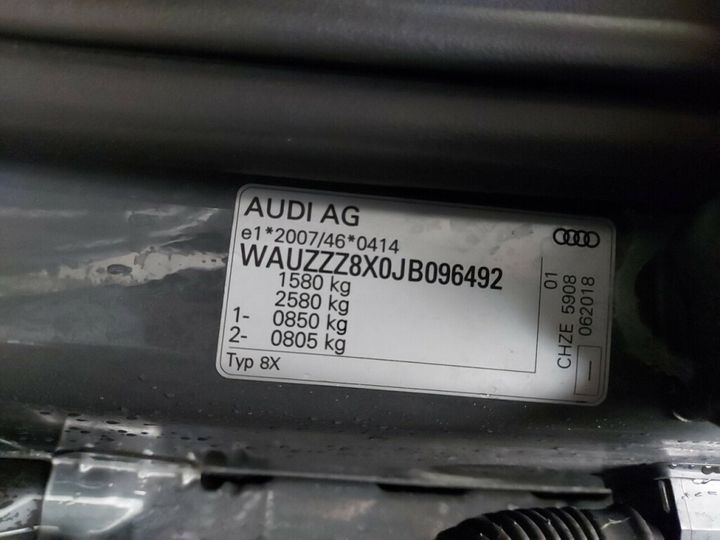 AUDI AG
e1*2007/46*0414
WAUZZZ8X0JB096492
1580 kg
2580 kg
1- 0850 kg
2- 0805 kg
Typ 8X
01
CHZE 5908
062018